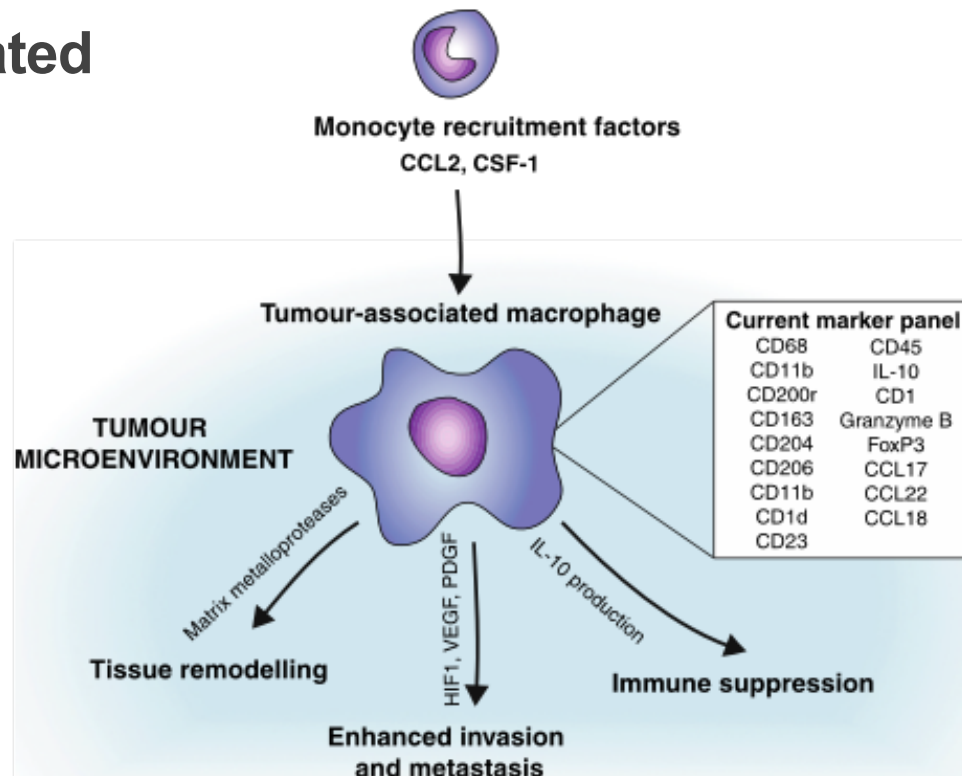 ated
Monocyte recruitment factors
CCL2, CSF-1
Tumour-associated macrophage
Current marker panel
CD68 CD45
CD11b IL-10
CD200r CD1
CD163 Granzyme B
CD204 FoxP3
CD206 CCL17
CD11b CCL22
CD1d CCL18
CD23
TUMOUR
MICROENVIRONMENT
Matrix metalloproteases
HIF1, VEGF, PDGF
IL-10 production
Tissue remodelling
Immune suppression
Enhanced invasion
and metastasis